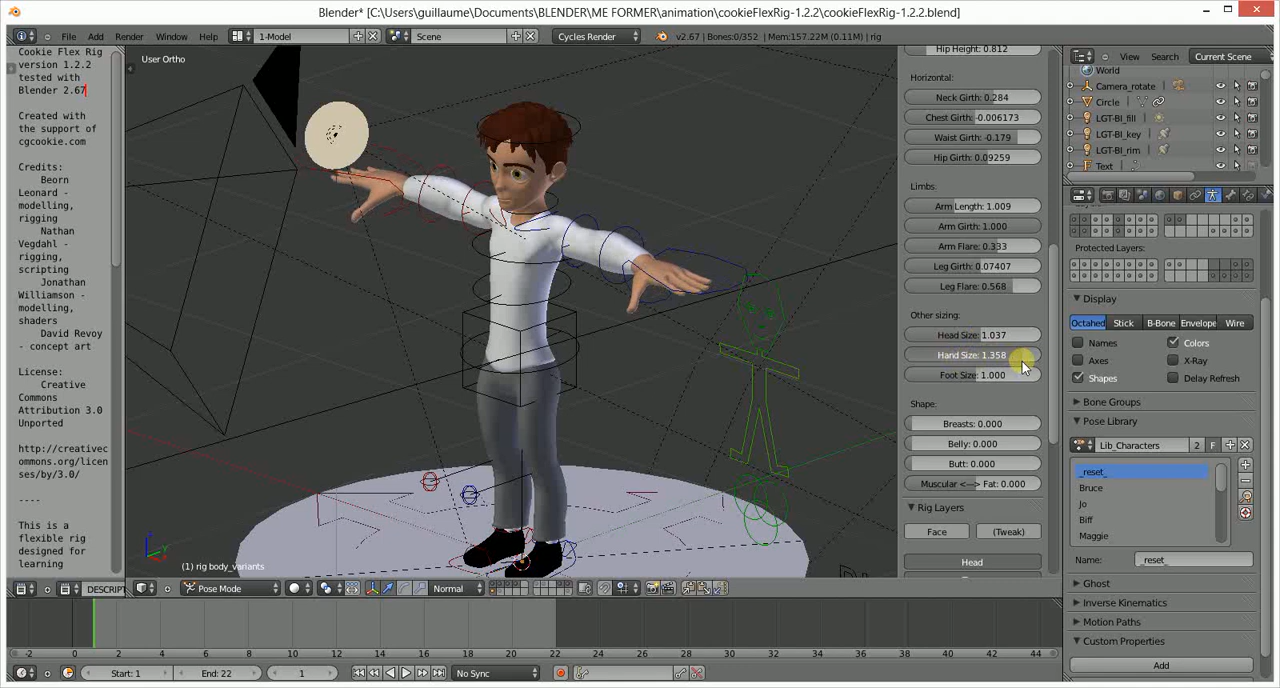 Blender* [C:\Users\guillaume\Documents\BLENDER\ME FORMER\animation\cookieFlexRig-1.2.2\cookieFlexRig-1.2.2.blend]
File Add Render Window Help 1-Model Scene Cycles Render v2.67 | Bones:0/352 | Mem:157.22M (0.11M) | rig
Cookie Flex Rig
version 1.2.2
tested with
Blender 2.67
Created with
the support of
cgcookie.com
Credits:
Beorn
Leonard -
modelling,
rigging
Nathan
Vegdahl -
rigging,
scripting
Jonathan
Williamson -
modelling,
shaders
David Revoy
- concept art
License:
Creative
Commons
Attribution 3.0
Unported
http://creativec
ommons.org/licen
ses/by/3.0/
----
This is a
flexible rig
designed for
learning
DESCRIPT
User Ortho
(1) rig body_variants
Pose Mode Normal
Hip Height: 0.812
Horizontal:
Neck Girth: 0.284
Chest Girth: -0.006173
Waist Girth: -0.179
Hip Girth: 0.09259
Limbs:
Arm Length: 1.009
Arm Girth: 1.000
Arm Flare: 0.333
Leg Girth: 0.07407
Leg Flare: 0.568
Other sizing:
Head Size: 1.037
Hand Size: 1.358
Foot Size: 1.000
Shape:
Breasts: 0.000
Belly: 0.000
Butt: 0.000
Muscular <---> Fat: 0.000
Rig Layers
Face (Tweak)
Head
View Search Current Scene
World
Camera_rotate
Circle
LGT-BI_fill
LGT-BI_key
LGT-BI_rim
Text
Protected Layers:
Display
Octahed Stick B-Bone Envelope Wire
Names Colors
Axes X-Ray
Shapes Delay Refresh
Bone Groups
Pose Library
Lib_Characters 2 F
_reset_
Bruce
Jo
Biff
Maggie
Name: _reset_
Ghost
Inverse Kinematics
Motion Paths
Custom Properties
Add
-2 0 2 4 6 8 10 12 14 16 18 20 22 24 26 28 30 32 34 36 38 40 42 44
Start: 1 End: 22 1 No Sync